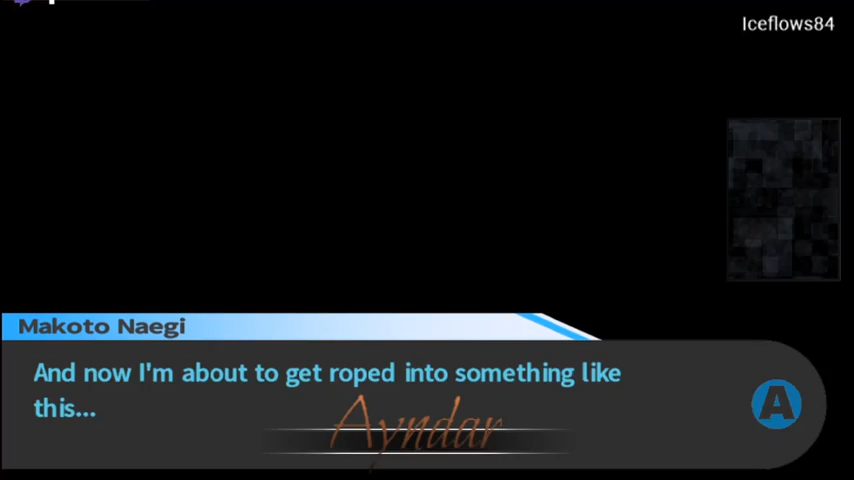 Iceflows84
Makoto Naegi
And now I'm about to get roped into something like
this...
A
Ayndar